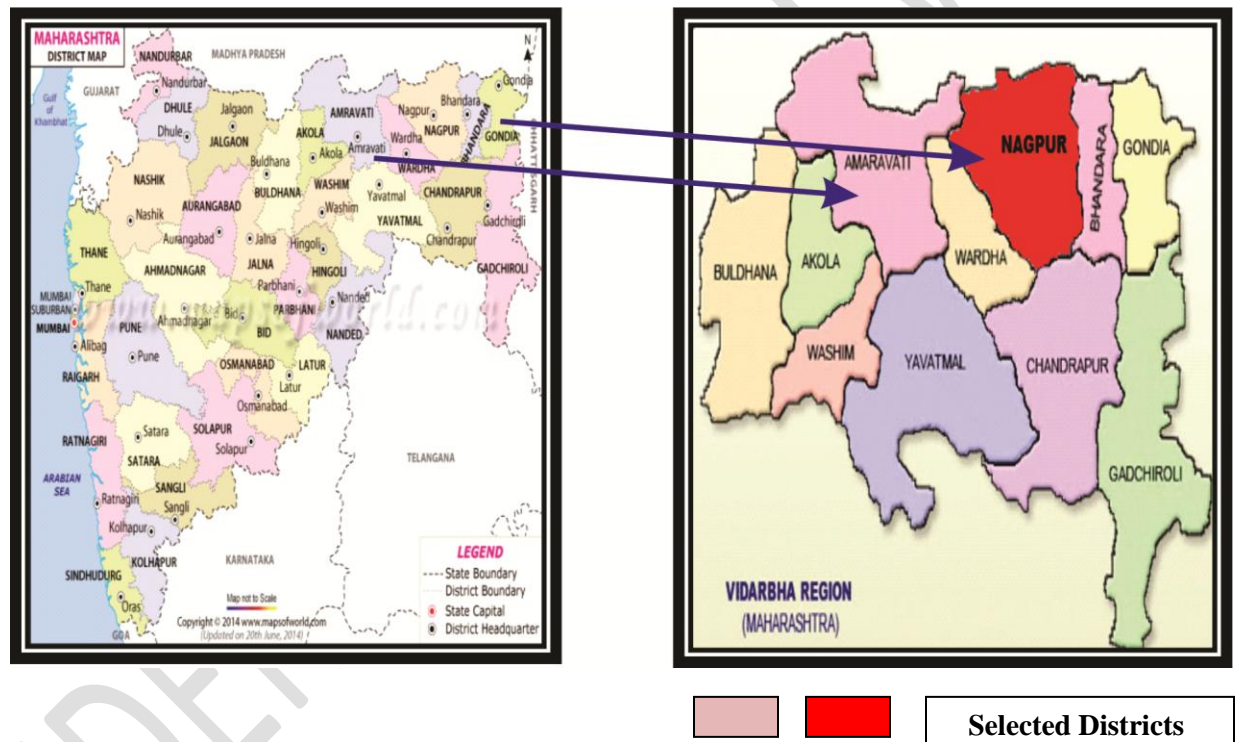 MAHARASHTRA
DISTRICT MAP
N
NANDURBAR
MADHYA PRADESH
Nandurbar
GUJARAT
Gulf
of
Khambhat
DHULE
Dhule
Jalgaon
JALGAON
AKOLA
Akola
AMRAVATI
Amravati
Nagpur
NAGPUR
Bhandara
BHANDARA
Gondia
GONDIA
CHHATTISGARH
Wardha
WARDHA
Buldhana
BULDHANA
WASHIM
Washim
Yavatmal
YAVATMAL
CHANDRAPUR
Chandrapur
Gadchirdli
GADCHIROLI
NASHIK
Nashik
AURANGABAD
Aurangabad
Jalna
JALNA
Hingoli
HINGOLI
Parbhani
PARBHANI
Nanded
NANDED
THANE
Thane
MUMBAI
SUBURBAN
MUMBAI
AHMADNAGAR
Ahmadnagar
Bid
BID
www.mapsofworld.com
PUNE
Pune
Alibag
RAIGARH
OSMANABAD
Osmanabad
LATUR
Latur
RATNAGIRI
Satara
SATARA
SOLAPUR
Solapur
TELANGANA
ARABIAN
SEA
SANGLI
Sangli
Ratnagiri
Kolhapur
KOLHAPUR
KARNATAKA
SINDHUDURG
Oras
GOA
Map not to Scale
Copyright © 2014 www.mapsofworld.com
(Updated on 20th June, 2014)
LEGEND
State Boundary
District Boundary
State Capital
District Headquarter
NAGPUR
AMARAVATI
BHANDARA
GONDIA
BULDHANA
AKOLA
WARDHA
WASHIM
YAVATMAL
CHANDRAPUR
GADCHIROLI
VIDARBHA REGION
(MAHARASHTRA)
Selected Districts